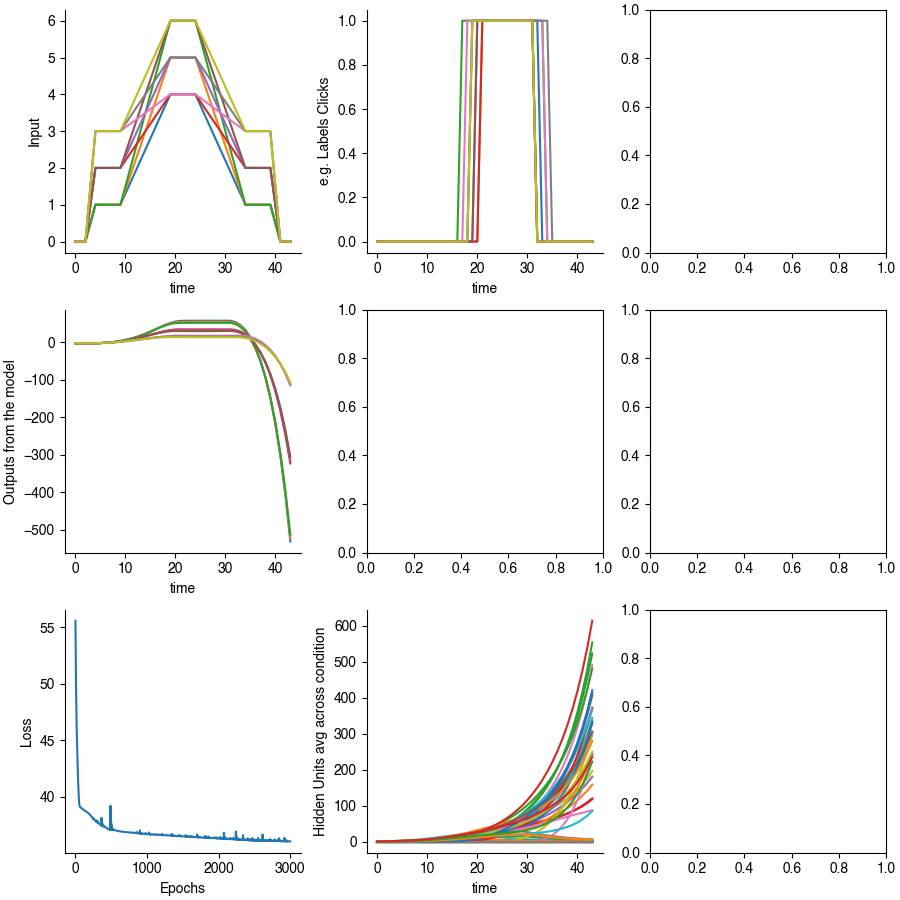 6
5
4
3
2
1
0
Input
0 10 20 30 40
time
1.0
0.8
0.6
0.4
0.2
0.0
e.g. Labels Clicks
0 10 20 30 40
time
1.0
0.8
0.6
0.4
0.2
0.0
0.0 0.2 0.4 0.6 0.8 1.0
0
−100
−200
−300
−400
−500
Outputs from the model
0 10 20 30 40
time
1.0
0.8
0.6
0.4
0.2
0.0
0.0 0.2 0.4 0.6 0.8 1.0
1.0
0.8
0.6
0.4
0.2
0.0
0.0 0.2 0.4 0.6 0.8 1.0
55
50
45
40
Loss
0 1000 2000 3000
Epochs
600
500
400
300
200
100
0
Hidden Units avg across condition
0 10 20 30 40
time
1.0
0.8
0.6
0.4
0.2
0.0
0.0 0.2 0.4 0.6 0.8 1.0